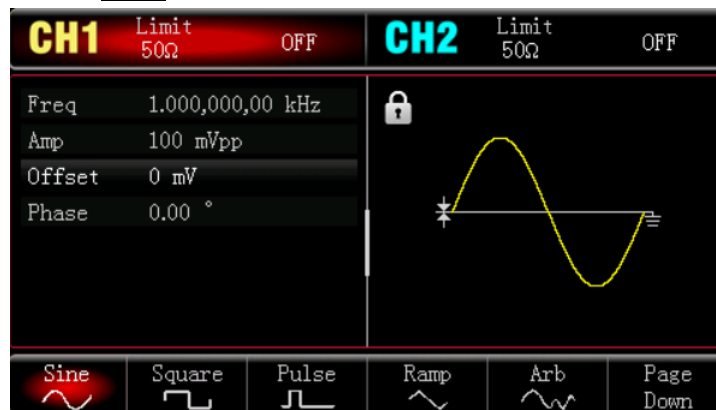 CH1 Limit 50Ω OFF
CH2 Limit 50Ω OFF
Freq 1.000,000,00 kHz
Amp 100 mVpp
Offset 0 mV
Phase 0.00 °
Sine
Square
Pulse
Ramp
Arb
Page Down